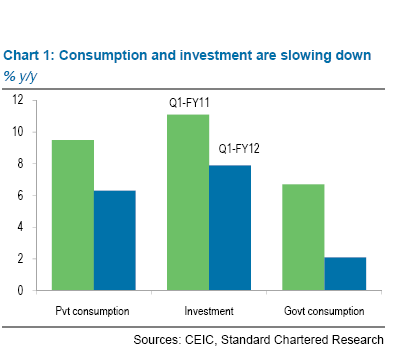 Chart 1: Consumption and investment are slowing down
% y/y
12
10
8
6
4
2
0
Q1-FY11
Q1-FY12
Pvt consumption Investment Govt consumption
Sources: CEIC, Standard Chartered Research